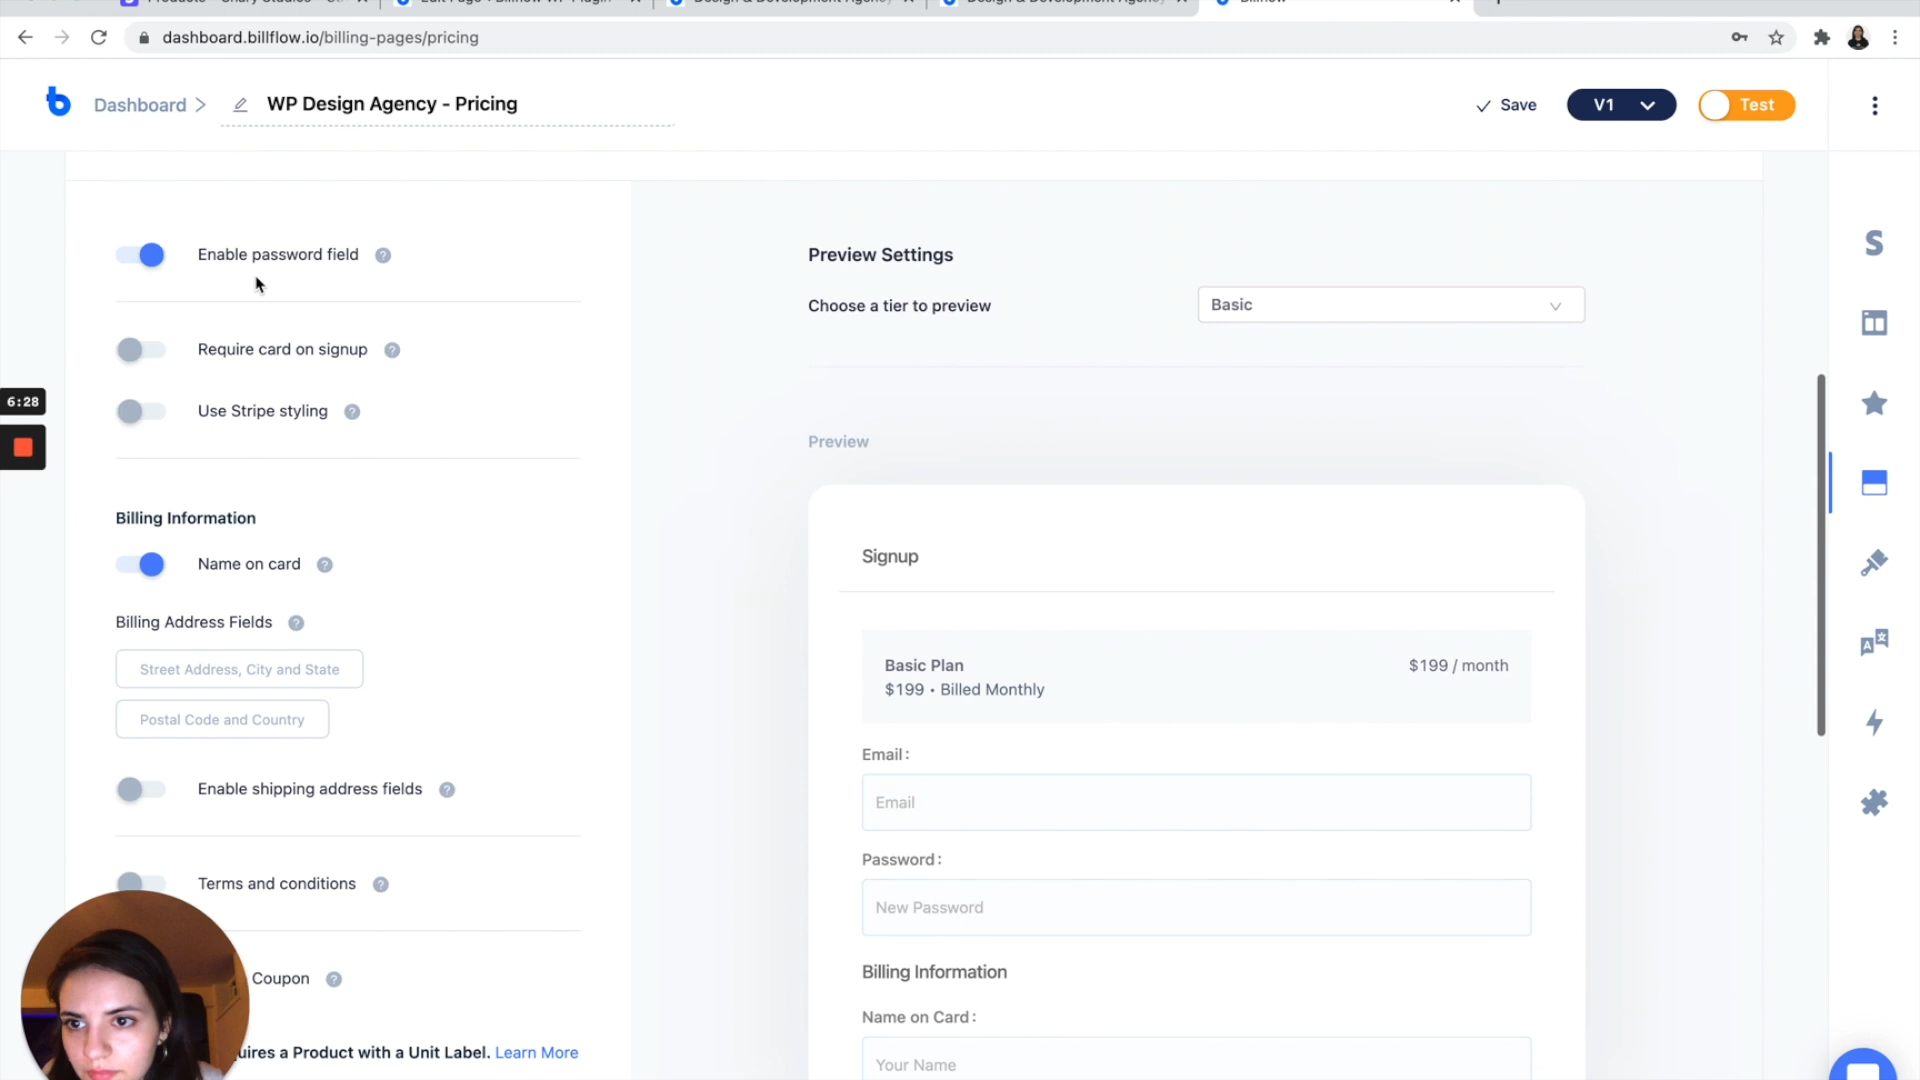 dashboard.billflow.io/billing-pages/pricing
Dashboard > WP Design Agency - Pricing
Save
V1
Test
Enable password field ?
Require card on signup ?
Use Stripe styling ?
6:28
Billing Information
Name on card ?
Billing Address Fields ?
Street Address, City and State
Postal Code and Country
Enable shipping address fields ?
Terms and conditions ?
Coupon ?
uires a Product with a Unit Label. Learn More
Preview Settings
Choose a tier to preview
Basic
Preview
Signup
Basic Plan
$199 / month
$199 • Billed Monthly
Email:
Email
Password:
New Password
Billing Information
Name on Card:
Your Name
S